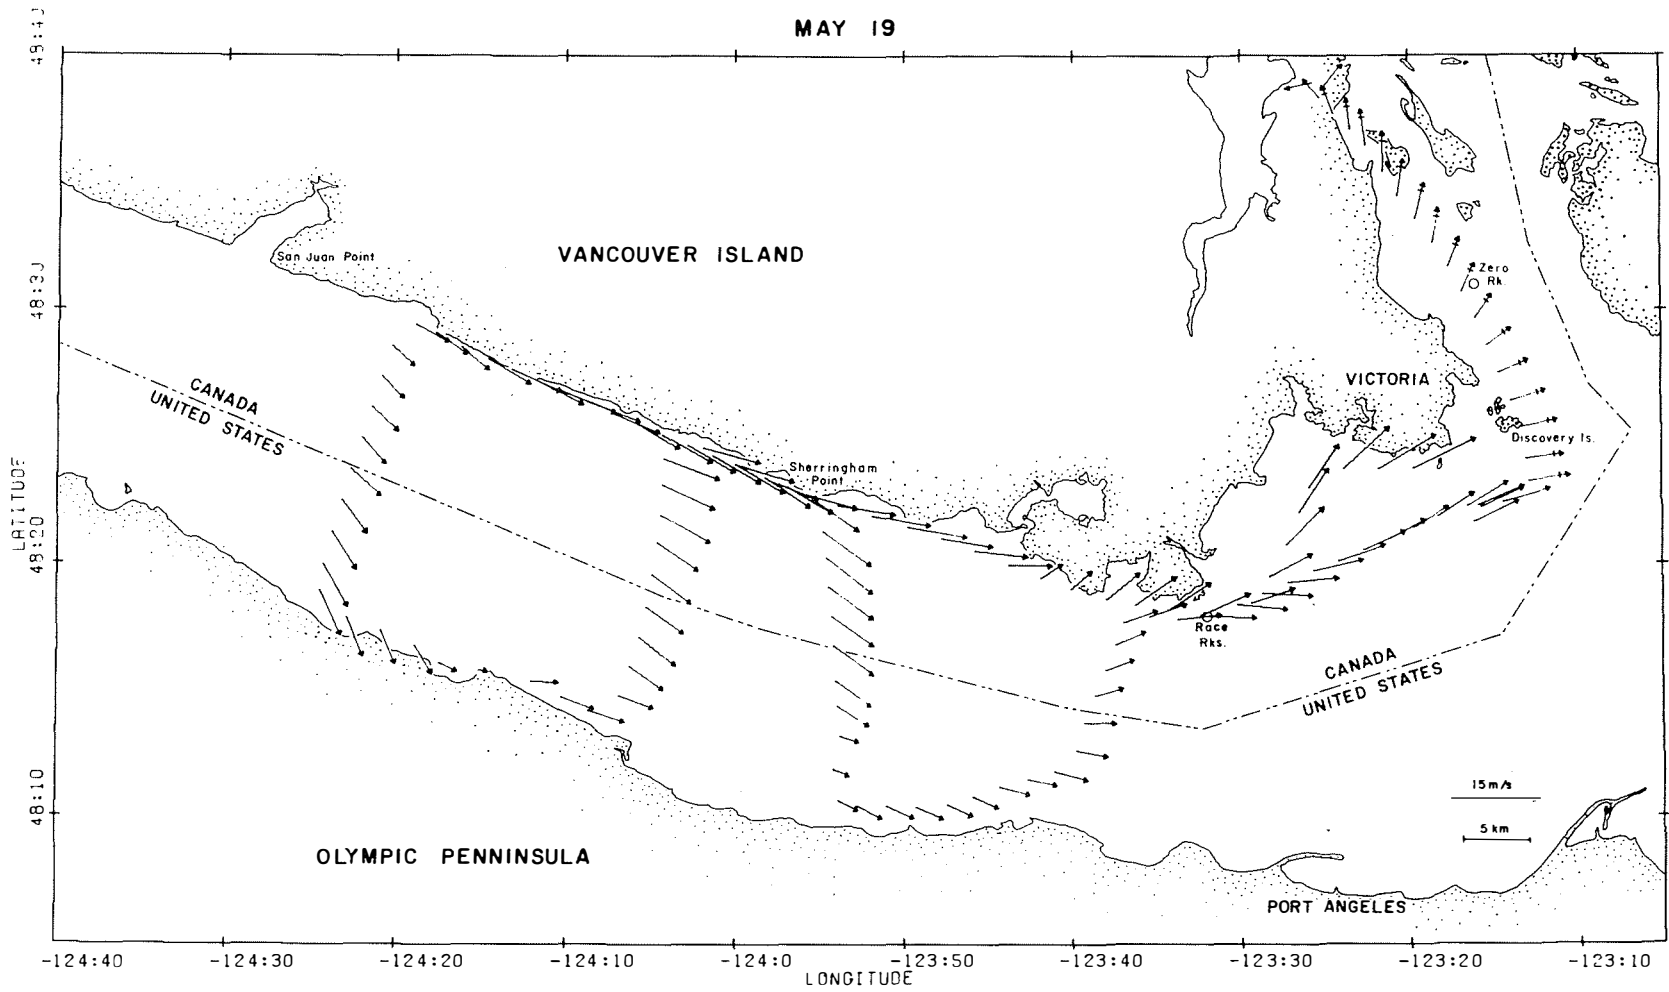 MAY 19
48:40
San Juan Point
VANCOUVER ISLAND
Zero
Rk.
48:30
CANADA
UNITED STATES
VICTORIA
Discovery Is.
Sherringham
Point
LATITUDE
48:20
Race
Rks.
CANADA
UNITED STATES
15 m/s
5 km
48:10
OLYMPIC PENNINSULA
PORT ANGELES
-124:40 -124:30 -124:20 -124:10 -124:0 -123:50 -123:40 -123:30 -123:20 -123:10
LONGITUDE